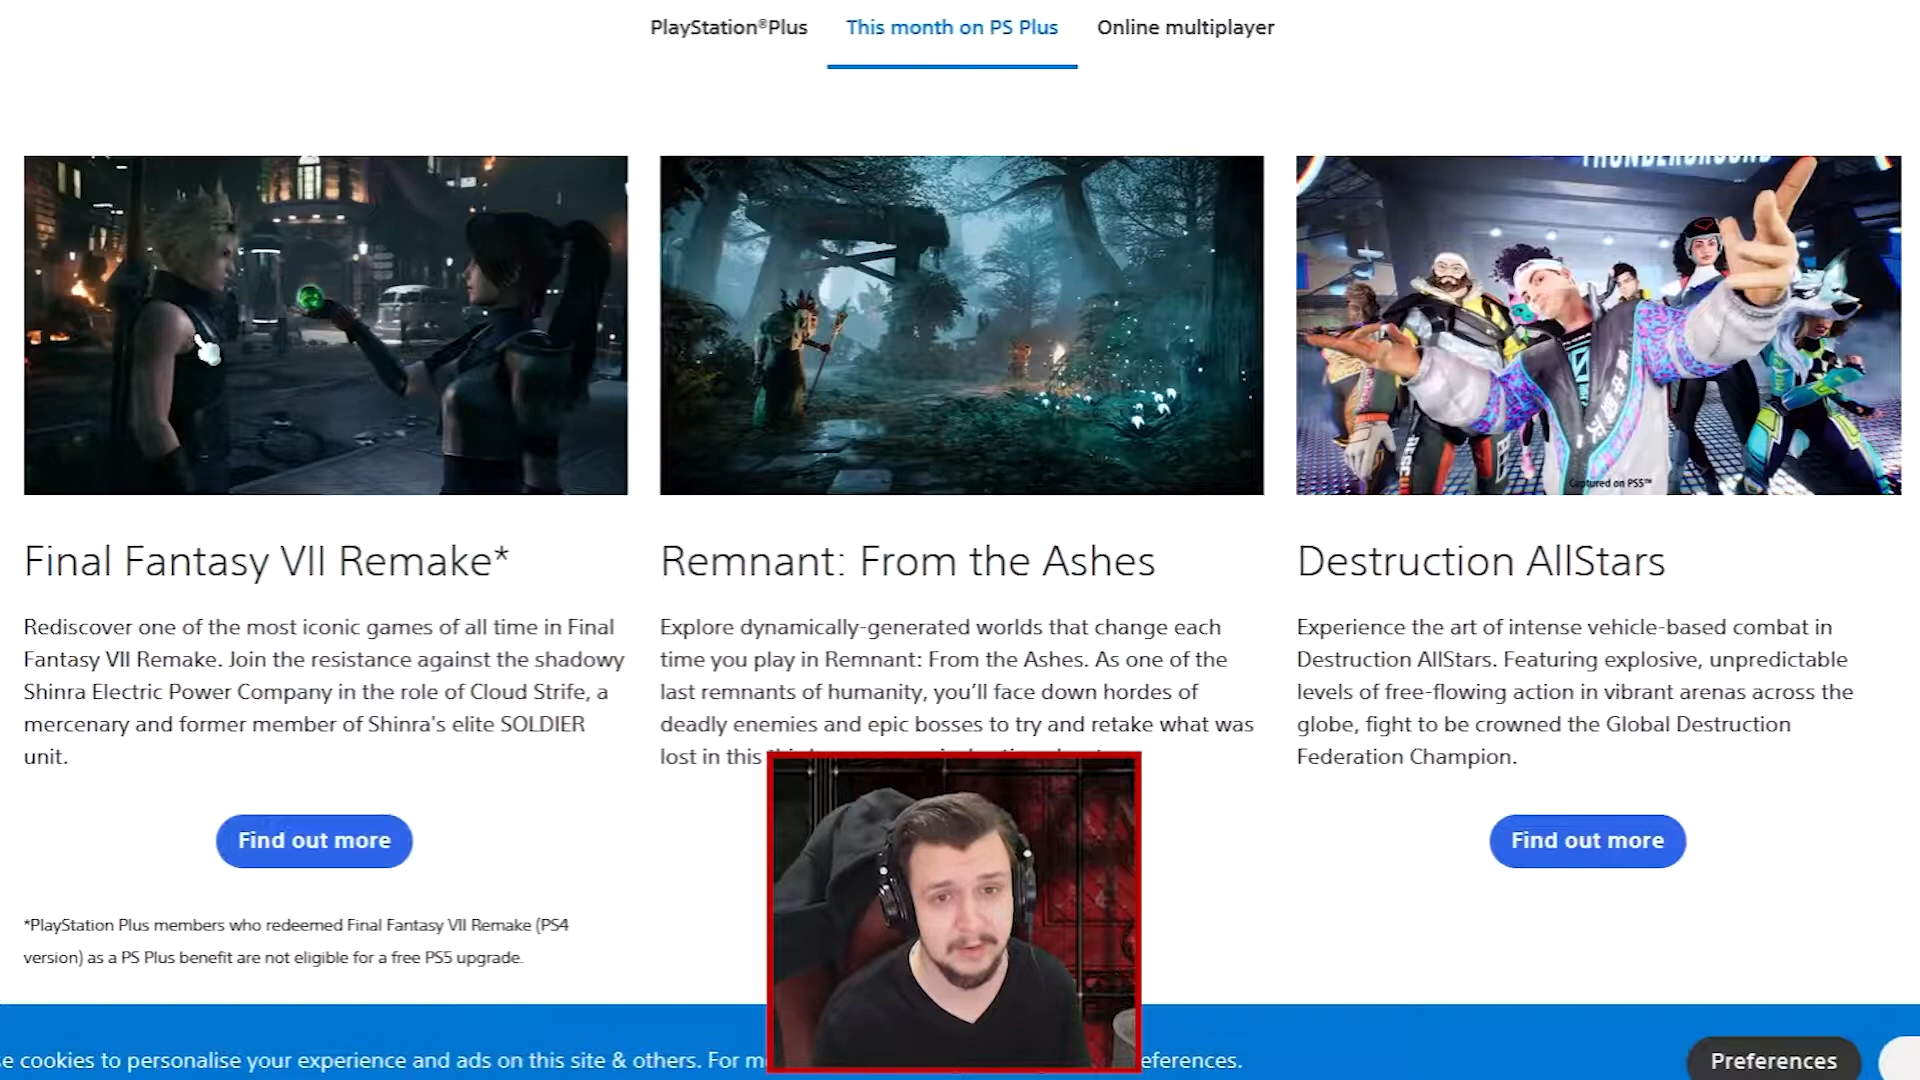 PlayStation®Plus
This month on PS Plus
Online multiplayer
THUNDERGROUND
Captured on PS5™
Final Fantasy VII Remake*
Rediscover one of the most iconic games of all time in Final
Fantasy VII Remake. Join the resistance against the shadowy
Shinra Electric Power Company in the role of Cloud Strife, a
mercenary and former member of Shinra's elite SOLDIER
unit.
Find out more
*PlayStation Plus members who redeemed Final Fantasy VII Remake (PS4
version) as a PS Plus benefit are not eligible for a free PS5 upgrade.
Remnant: From the Ashes
Explore dynamically-generated worlds that change each
time you play in Remnant: From the Ashes. As one of the
last remnants of humanity, you’ll face down hordes of
deadly enemies and epic bosses to try and retake what was
lost in this
Destruction AllStars
Experience the art of intense vehicle-based combat in
Destruction AllStars. Featuring explosive, unpredictable
levels of free-flowing action in vibrant arenas across the
globe, fight to be crowned the Global Destruction
Federation Champion.
Find out more
cookies to personalise your experience and ads on this site & others. For
Preferences